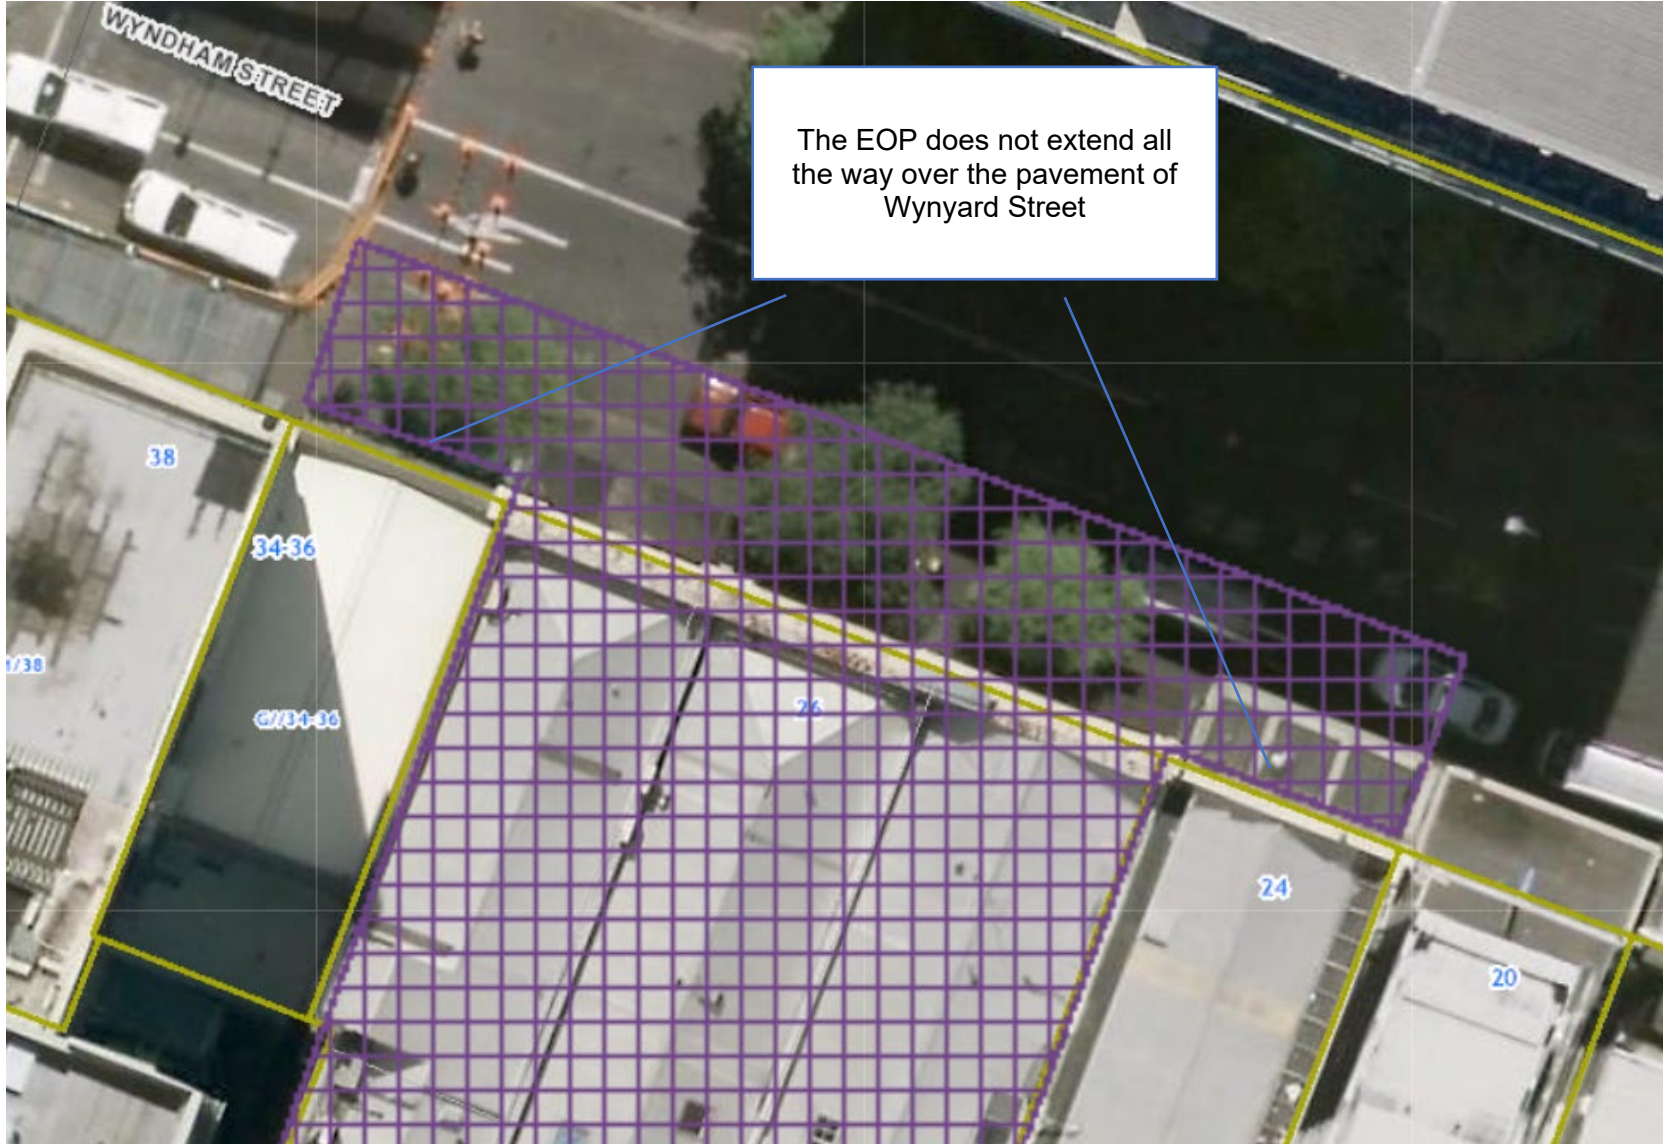 WYNDHAM STREET
The EOP does not extend all
the way over the pavement of
Wynyard Street
38
34-36
/38
G//34-36
26
24
20